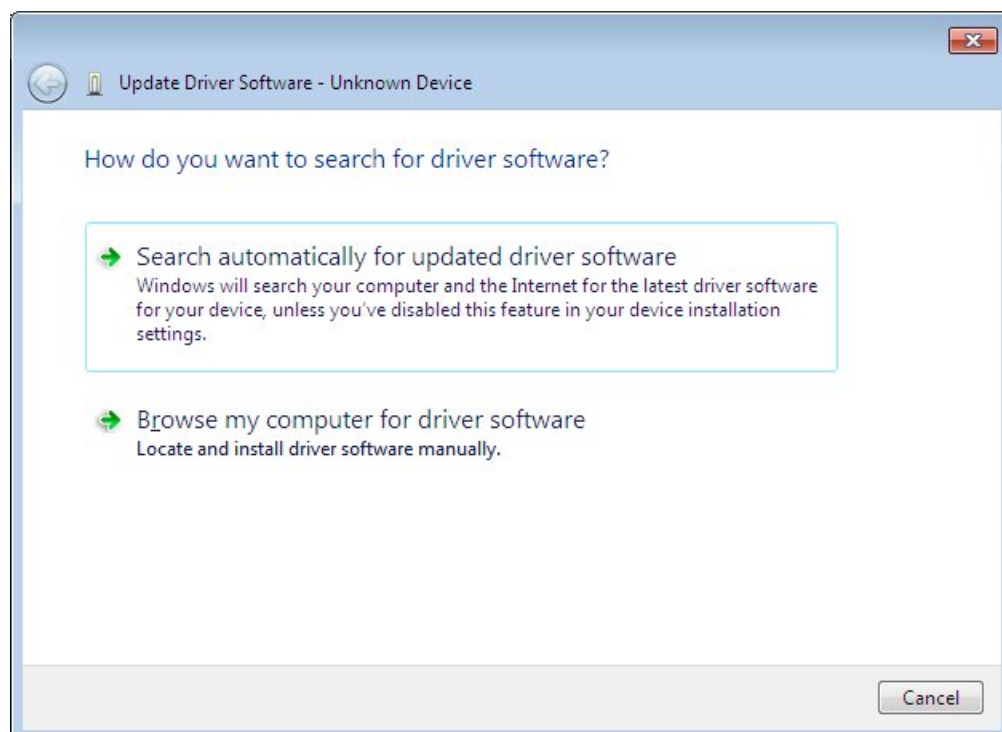 Update Driver Software - Unknown Device
How do you want to search for driver software?
Search automatically for updated driver software
Windows will search your computer and the Internet for the latest driver software
for your device, unless you've disabled this feature in your device installation
settings.
Browse my computer for driver software
Locate and install driver software manually.
Cancel